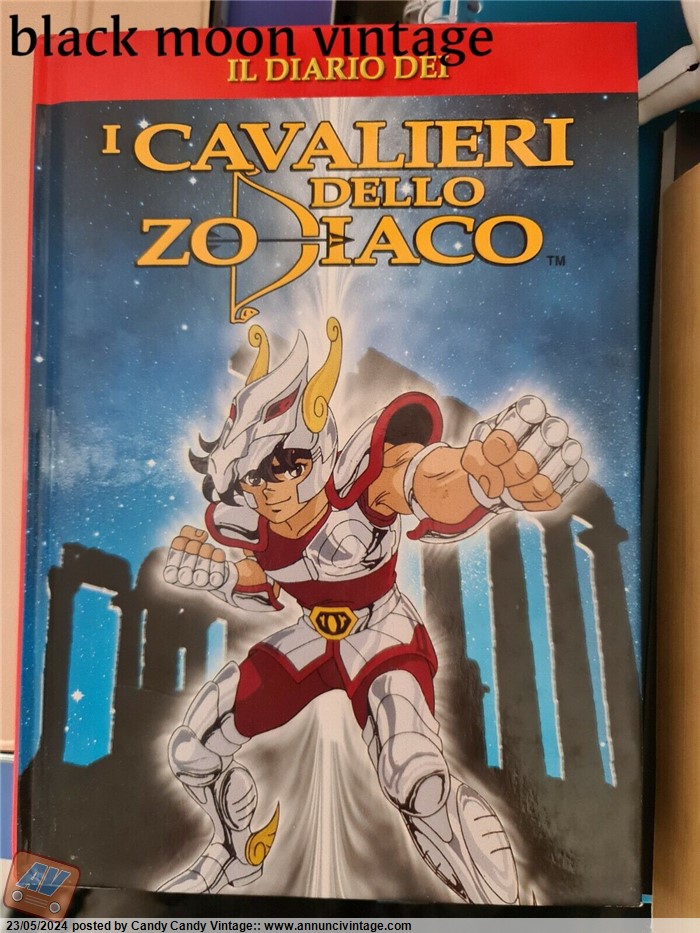 black moon vintage
IL DIARIO DEI
I CAVALIERI
DELLO
ZODIACO
TM
AV
23/05/2024 posted by Candy Candy Vintage:: www.annuncivintage.com